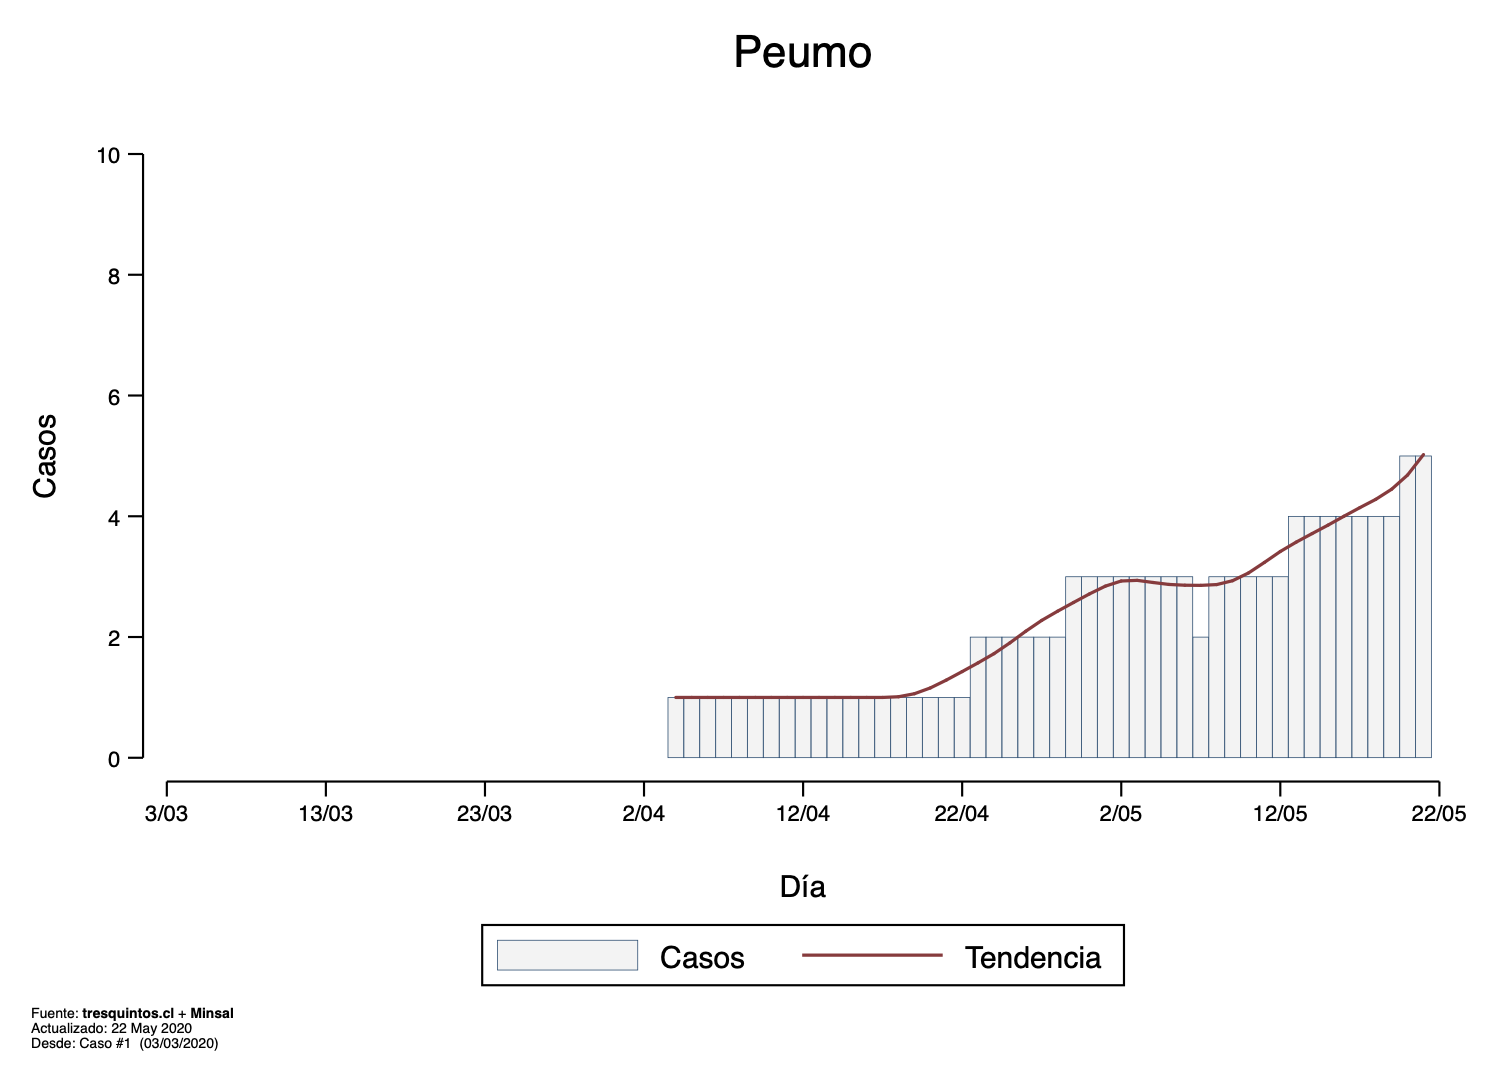 Peumo
10
8
6
4
2
0
Casos
3/03 13/03 23/03 2/04 12/04 22/04 2/05 12/05 22/05
Día
Casos Tendencia
Fuente: tresquintos.cl + Minsal
Actualizado: 22 May 2020
Desde: Caso #1 (03/03/2020)